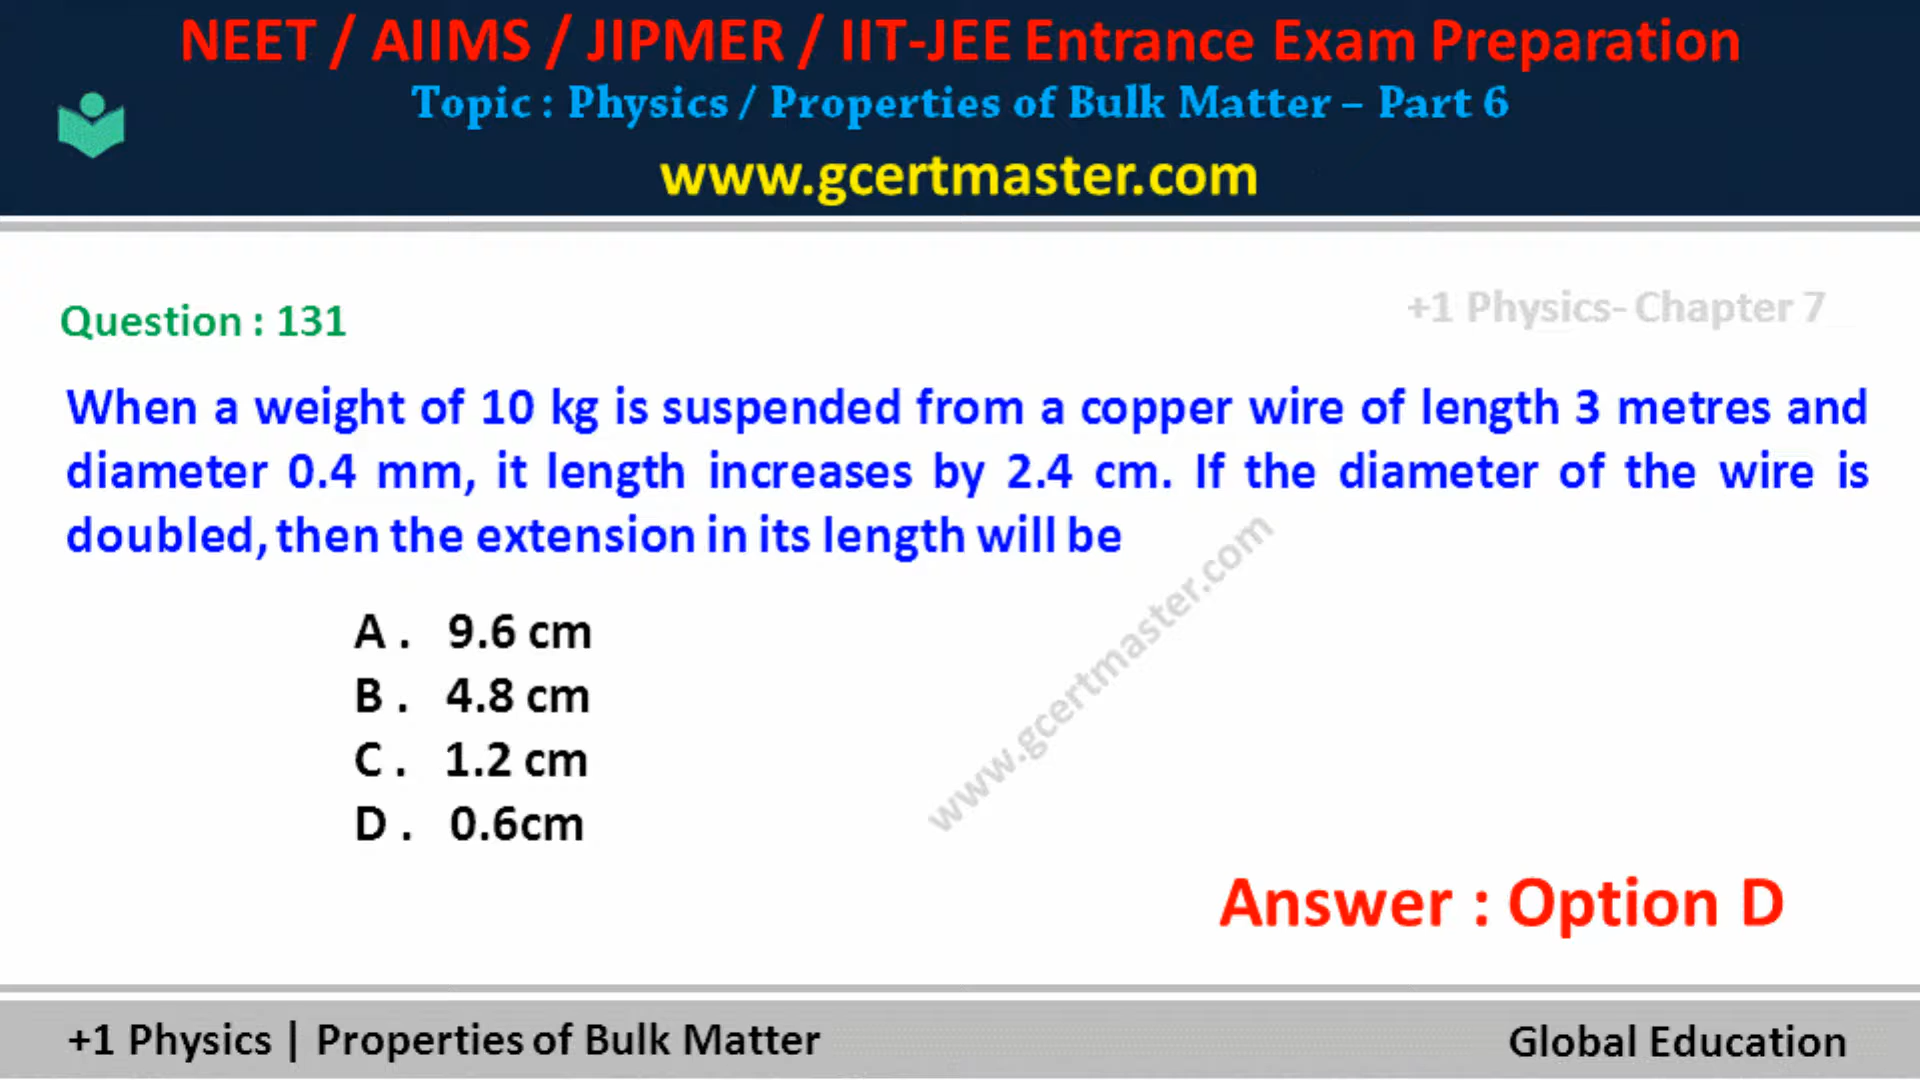 NEET / AIIMS / JIPMER / IIT-JEE Entrance Exam Preparation
Topic : Physics / Properties of Bulk Matter – Part 6
www.gcertmaster.com
Question : 131
+1 Physics- Chapter 7
When a weight of 10 kg is suspended from a copper wire of length 3 metres and
diameter 0.4 mm, it length increases by 2.4 cm. If the diameter of the wire is
doubled, then the extension in its length will be
A . 9.6 cm
B . 4.8 cm
C . 1.2 cm
D . 0.6cm
www.gcertmaster.com
Answer : Option D
+1 Physics | Properties of Bulk Matter
Global Education